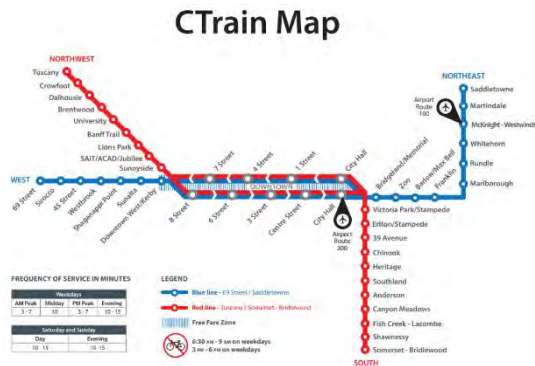 CTrain Map
NORTHWEST
Tuscany
Crowfoot
Dalhousie
Brentwood
University
Banff Trail
Lions Park
SAIT/ACAD/Jubilee
Sunnyside
WEST
69 Street
Sirocco
45 Street
Westbrook
Shaganappi Point
Sunalta
Downtown West/Kerby
7 Street
4 Street
1 Street
City Hall
DOWNTOWN
8 Street
6 Street
3 Street
Centre Street
City Hall
Airport
Route
300
Bridgeland/Memorial
Zoo
Barlow/Max Bell
Franklin
NORTHEAST
Saddletowne
Martindale
Airport
Route
100
McKnight - Westwinds
Whitehorn
Rundle
Marlborough
Victoria Park/Stampede
Erlton/Stampede
39 Avenue
Chinook
Heritage
Southland
Anderson
Canyon Meadows
Fish Creek - Lacombe
Shawnessy
Somerset - Bridlewood
SOUTH
FREQUENCY OF SERVICE IN MINUTES
Weekdays
AM Peak Midday PM Peak Evening
3 - 7 10 3 - 7 10 - 15
Saturday and Sunday
Day Evening
10 - 15 10 - 15
LEGEND
Blue line - 69 Street / Saddletowne
Red line - Tuscany / Somerset - Bridlewood
Free Fare Zone
6:30 AM - 9 AM on weekdays
3 PM - 6 PM on weekdays